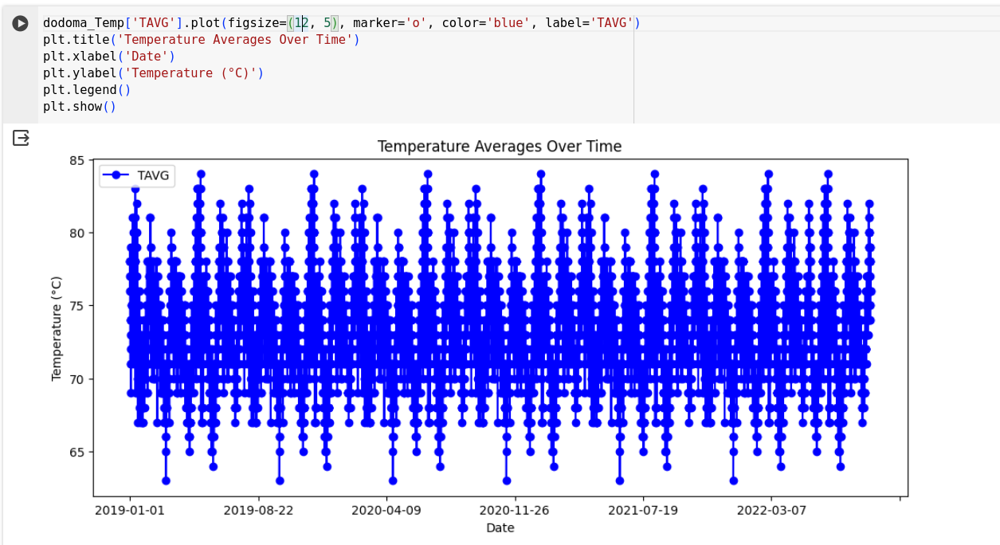 dodoma_Temp['TAVG'].plot(figsize=(12, 5), marker='o', color='blue', label='TAVG')
plt.title('Temperature Averages Over Time')
plt.xlabel('Date')
plt.ylabel('Temperature (°C)')
plt.legend()
plt.show()
Temperature Averages Over Time
TAVG
85
80
75
70
65
Temperature (°C)
2019-01-01
2019-08-22
2020-04-09
2020-11-26
2021-07-19
2022-03-07
Date